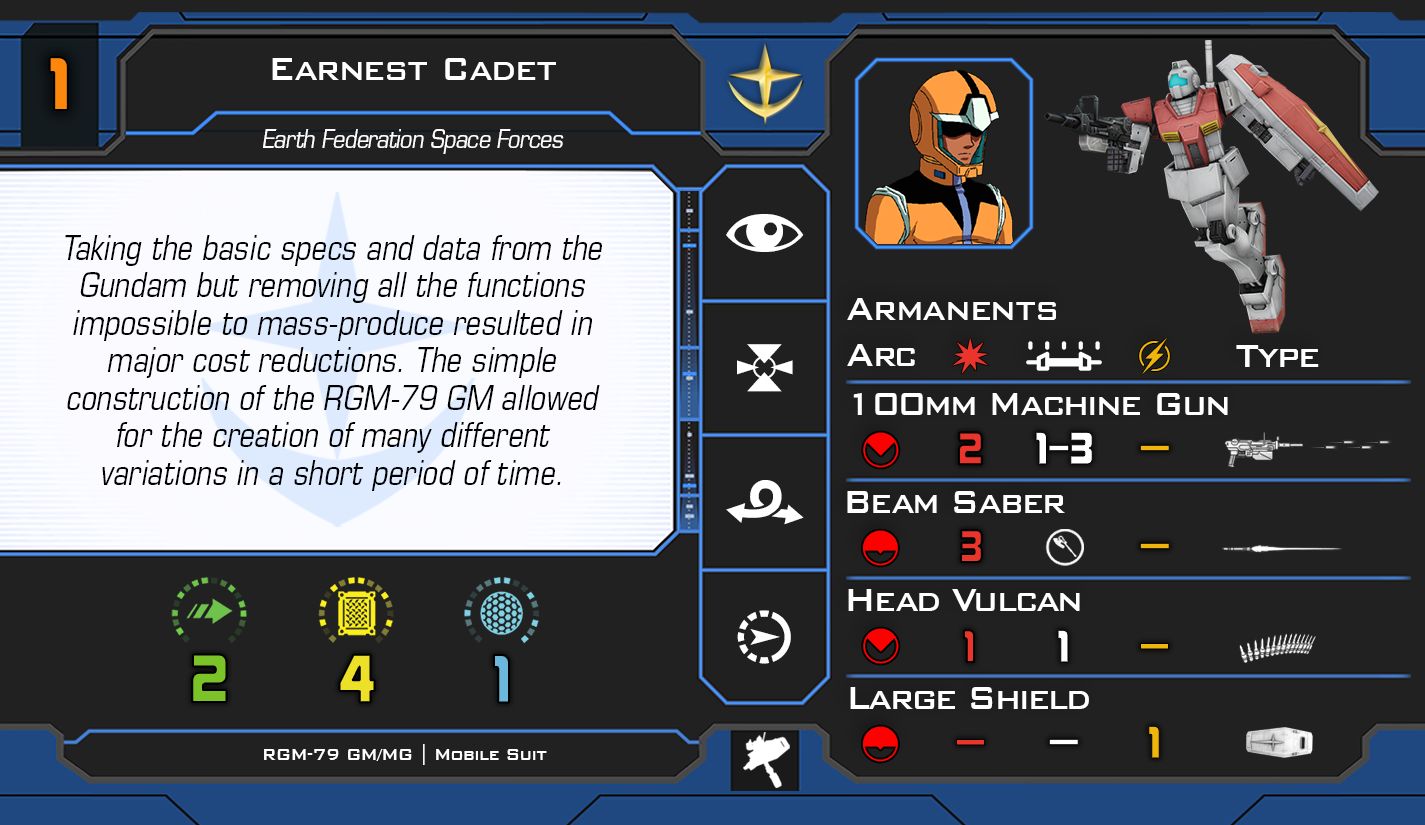 1
Earnest Cadet
Earth Federation Space Forces
Taking the basic specs and data from the
Gundam but removing all the functions
impossible to mass-produce resulted in
major cost reductions. The simple
construction of the RGM-79 GM allowed
for the creation of many different
variations in a short period of time.
2 4 1
RGM-79 GM/MG | Mobile Suit
Armanents
Arc Type
100mm Machine Gun
2 1-3 –
Beam Saber
3 –
Head Vulcan
1 1 –
Large Shield
– – 1